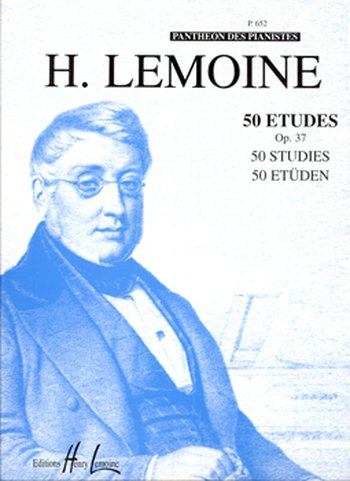 P. 652
PANTHEON DES PIANISTES
H. LEMOINE
50 ETUDES
Op. 37
50 STUDIES
50 ETÜDEN
Editions Henry Lemoine